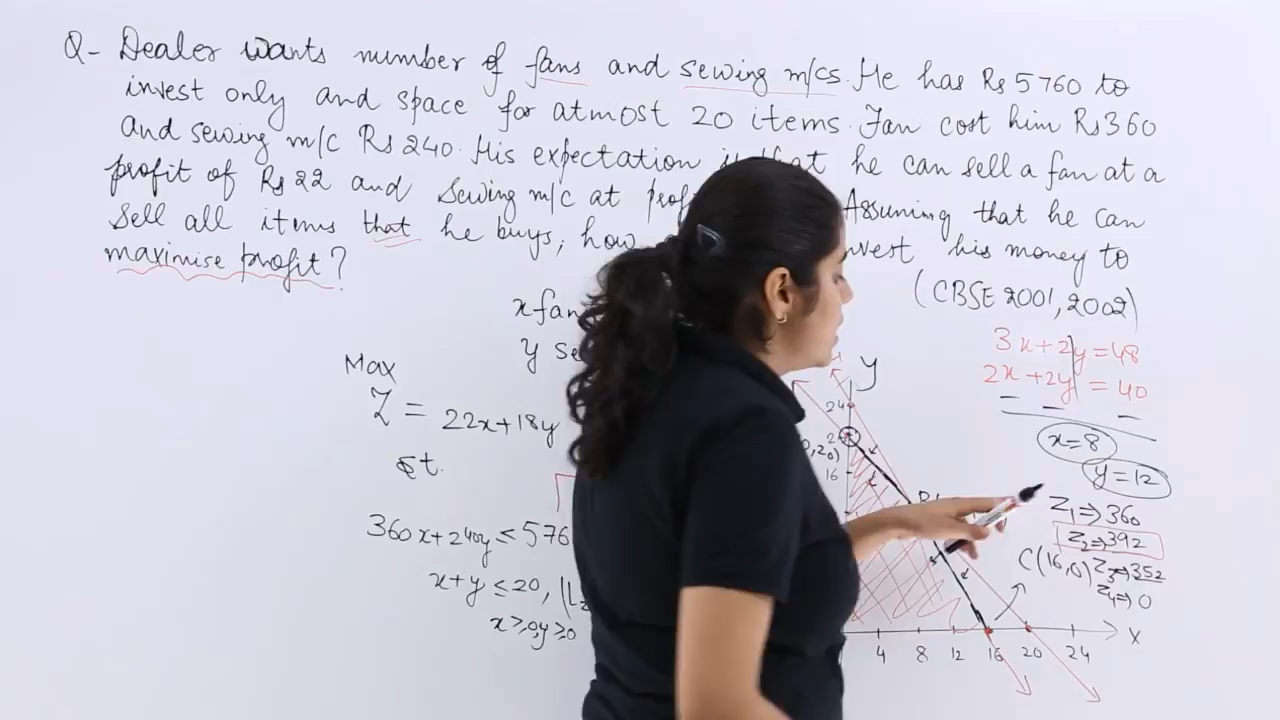 Q- Dealer wants number of fans and sewing m/cs. He has Rs 5760 to
invest only and space for atmost 20 items. Fan cost him Rs 360
and sewing m/c Rs 240. His expectation that he can sell a fan at a
profit of Rs 22 and sewing m/c at Assuming that he can
sell all items that he buys, his money to
maximise profit?
(CBSE 2001, 2002)
x fan
y Se
Max
Z = 22x+18y
st.
360x+240y ≤ 576
x+y ≤ 20,
x≥0,y≥0
3x+2y=48
2x+2y=40
x=8
y=12
Z1⇒360
Z2⇒392
C(16,0) Z3⇒352
Z4⇒0
y
24
0,20)
16
4 8 12 16 20 24 X